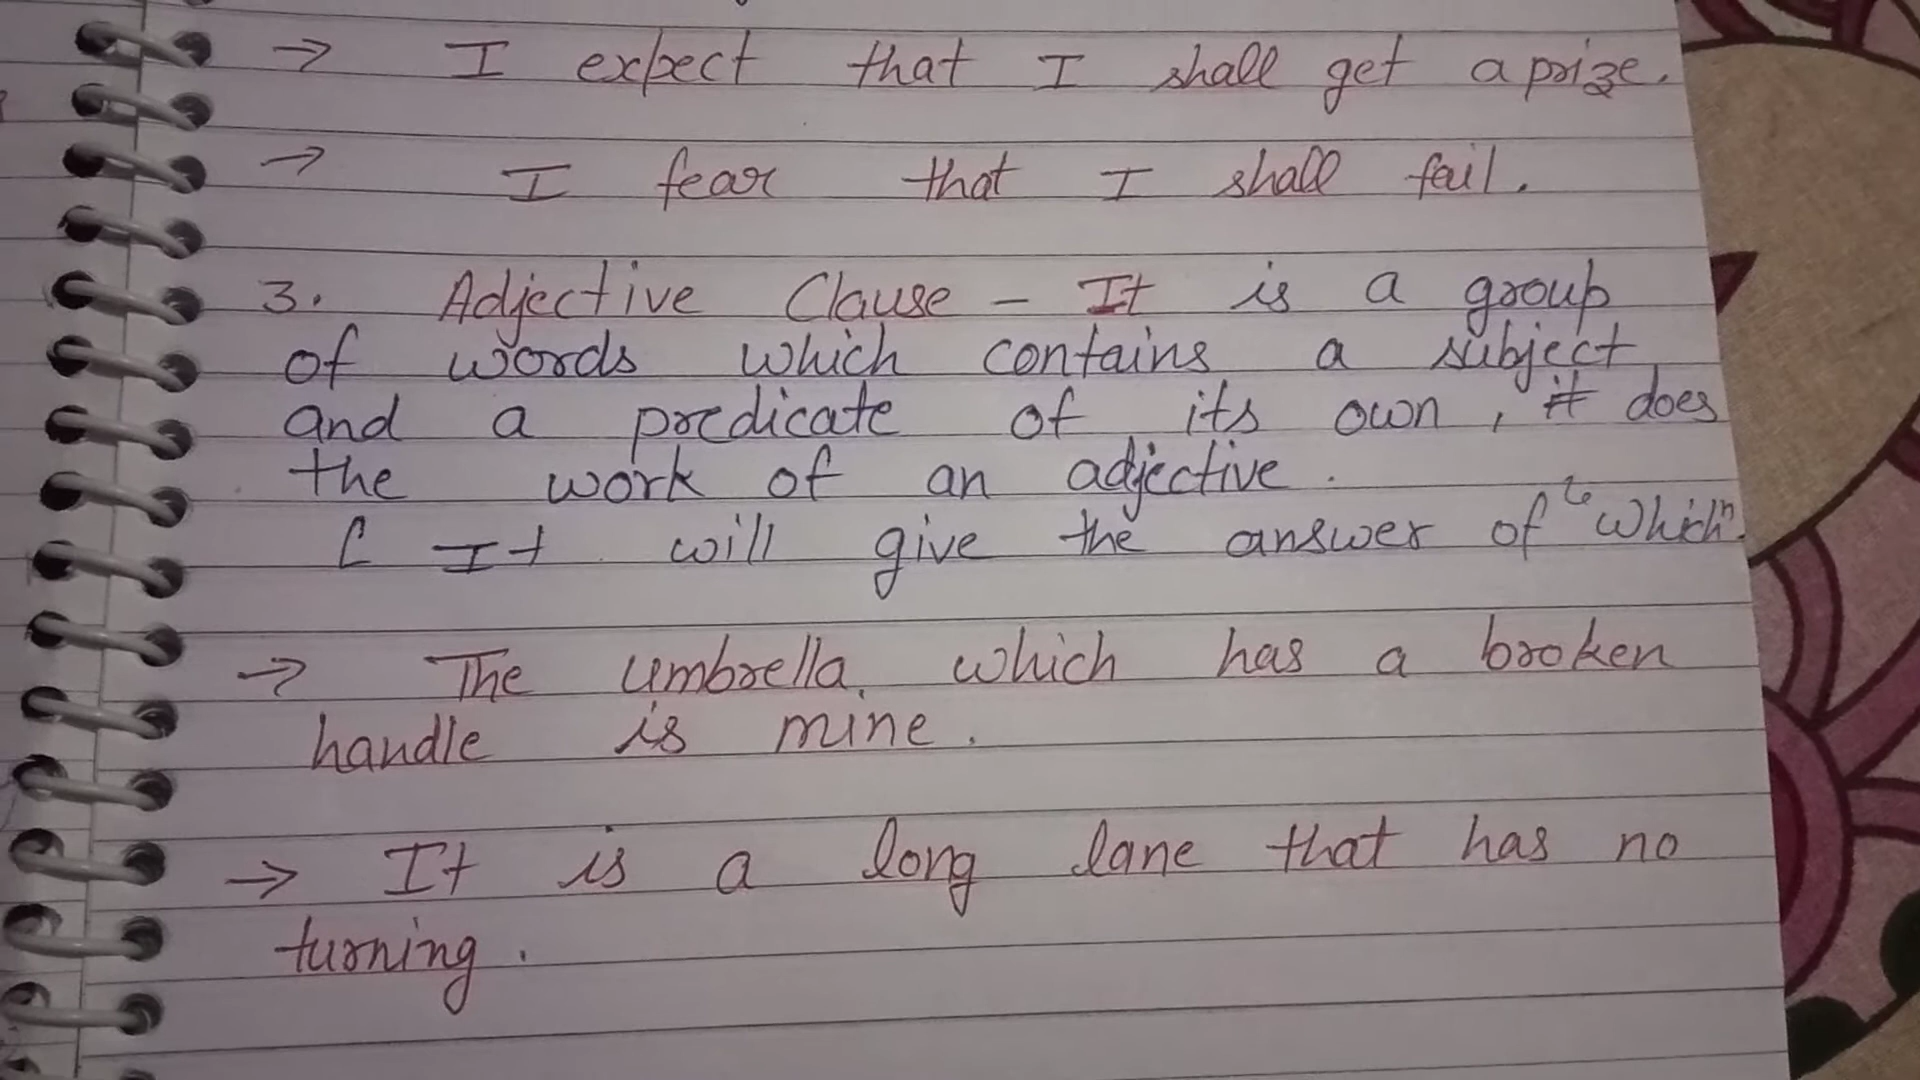 → I expect that I shall get a prize.
→ I fear that I shall fail.
3. Adjective Clause - It is a group
of words which contains a subject
and a predicate of its own, it does
the work of an adjective.
[ It will give the answer of "which"
→ The umbrella, which has a broken
handle is mine.
→ It is a long lane that has no
turning.